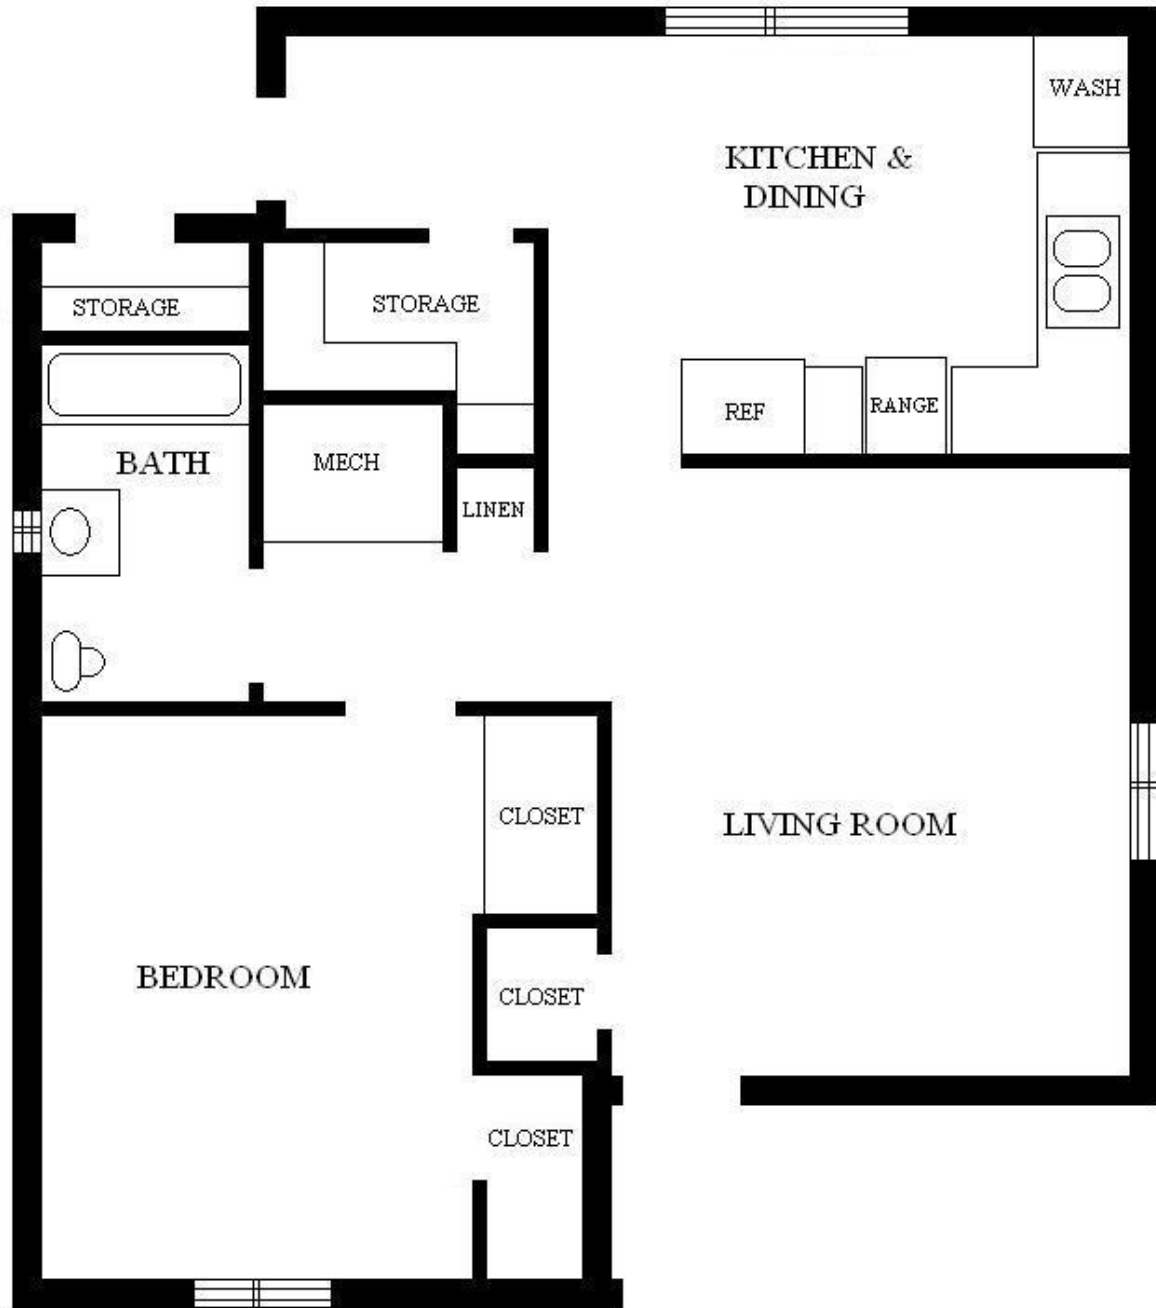 WASH
KITCHEN &
DINING
STORAGE
STORAGE
REF
RANGE
BATH
MECH
LINEN
CLOSET
LIVING ROOM
BEDROOM
CLOSET
CLOSET